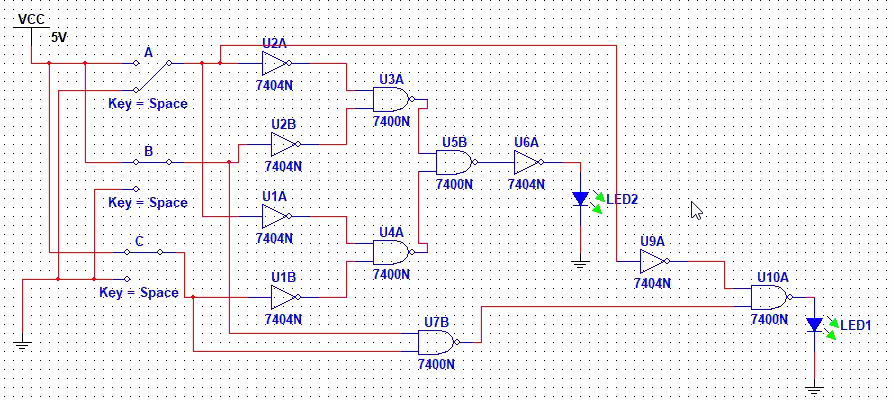 VCC
5V
A
Key = Space
B
Key = Space
C
Key = Space
U2A
7404N
U2B
7404N
U1A
7404N
U1B
7404N
U3A
7400N
U4A
7400N
U5B
7400N
U6A
7404N
LED2
U7B
7400N
U9A
7404N
U10A
7400N
LED1